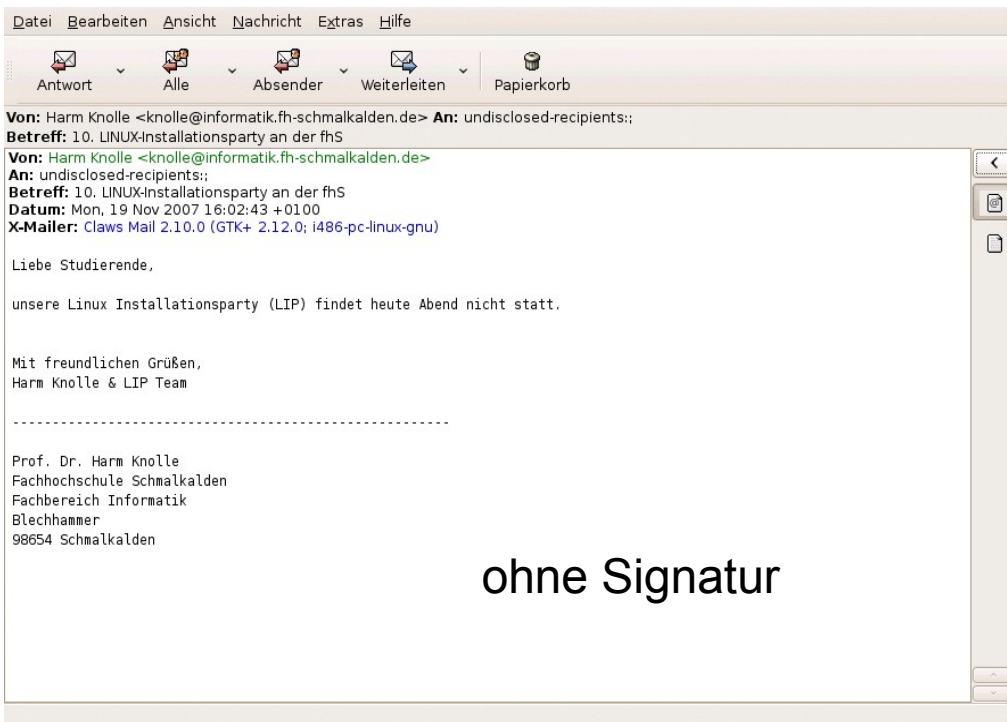 Datei Bearbeiten Ansicht Nachricht Extras Hilfe
Antwort Alle Absender Weiterleiten Papierkorb
Von: Harm Knolle <knolle@informatik.fh-schmalkalden.de> An: undisclosed-recipients:;
Betreff: 10. LINUX-Installationsparty an der fhS
Von: Harm Knolle <knolle@informatik.fh-schmalkalden.de>
An: undisclosed-recipients:;
Betreff: 10. LINUX-Installationsparty an der fhS
Datum: Mon, 19 Nov 2007 16:02:43 +0100
X-Mailer: Claws Mail 2.10.0 (GTK+ 2.12.0; i486-pc-linux-gnu)
Liebe Studierende,
unsere Linux Installationsparty (LIP) findet heute Abend nicht statt.
Mit freundlichen Grüßen,
Harm Knolle & LIP Team
-------------------------------------------------------
Prof. Dr. Harm Knolle
Fachhochschule Schmalkalden
Fachbereich Informatik
Blechhammer
98654 Schmalkalden
ohne Signatur